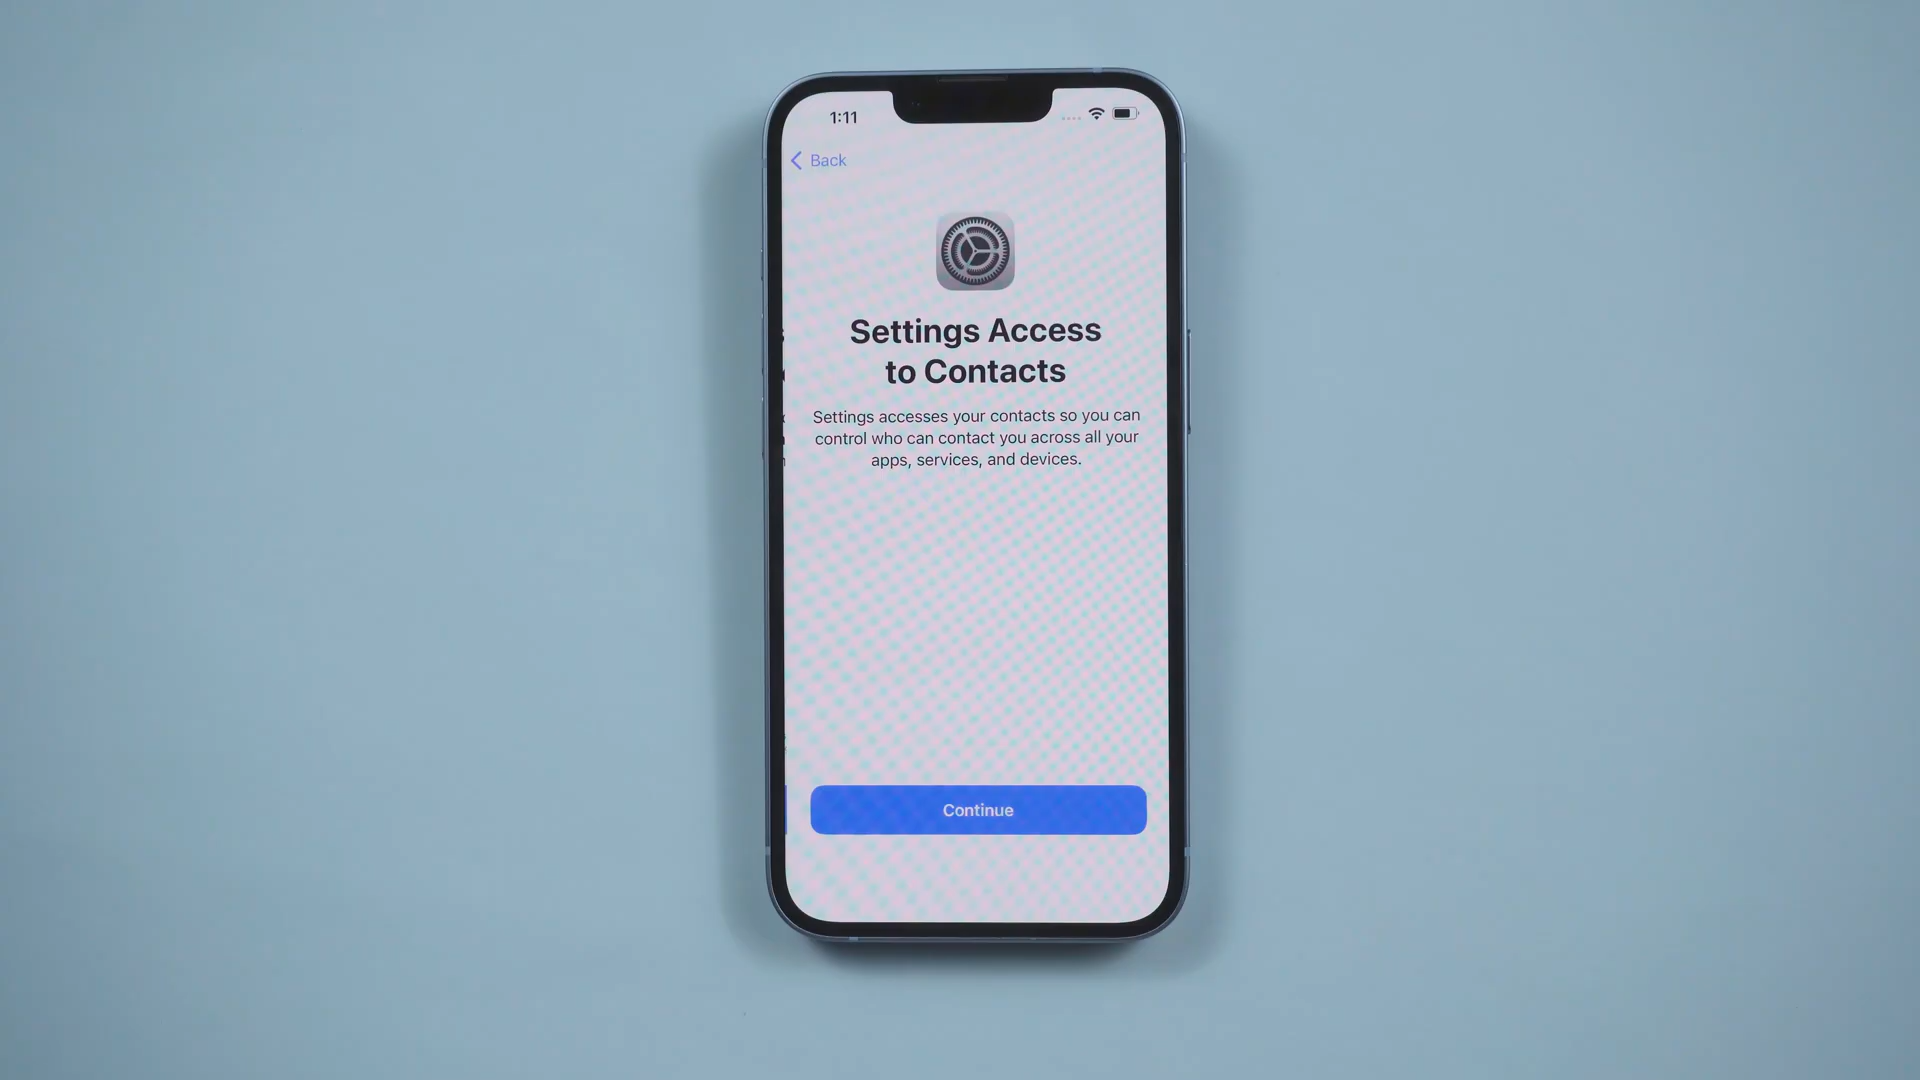 1:11
Back
Settings Access
to Contacts
Settings accesses your contacts so you can
control who can contact you across all your
apps, services, and devices.
Continue